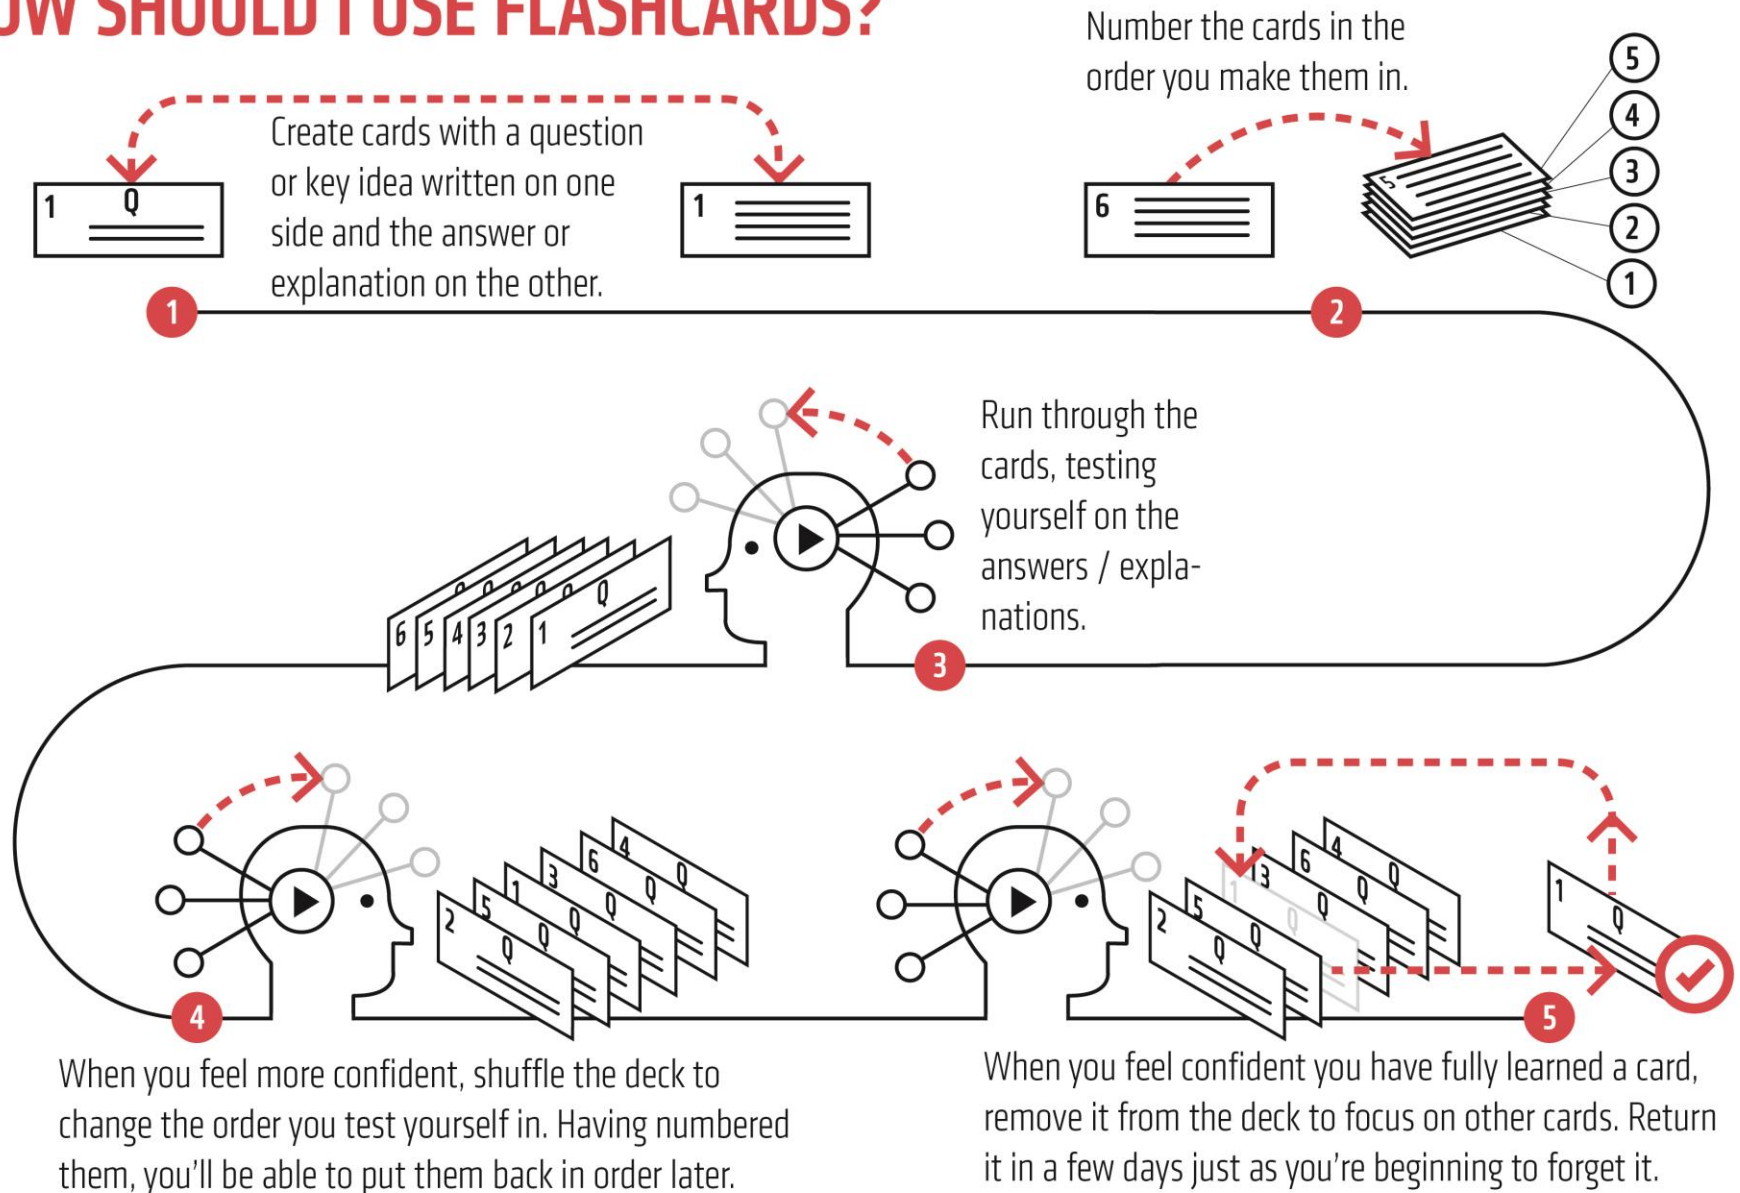 OW SHOULD I USE FLASHCARDS?
1 Q
Create cards with a question
or key idea written on one
side and the answer or
explanation on the other.
1
1
Number the cards in the
order you make them in.
6
5
5
4
3
2
1
2
Run through the
cards, testing
yourself on the
answers / expla-
nations.
6 5 4 3 2 1 Q
3
2 Q
5 Q
1 Q
3 Q
6 Q
4 Q
4
When you feel more confident, shuffle the deck to
change the order you test yourself in. Having numbered
them, you'll be able to put them back in order later.
2 Q
5 Q
1 Q
3 Q
6 Q
4 Q
1 Q
5
When you feel confident you have fully learned a card,
remove it from the deck to focus on other cards. Return
it in a few days just as you're beginning to forget it.